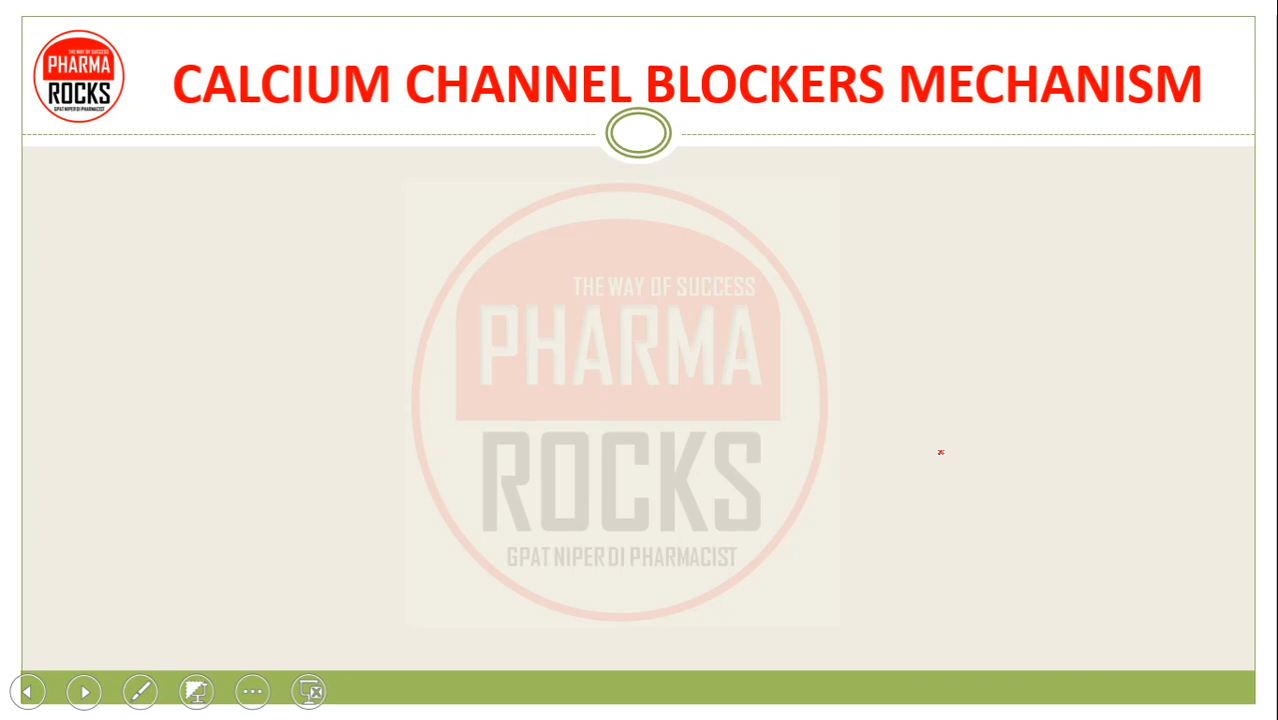 THE WAY OF SUCCESS
PHARMA
ROCKS
GPAT NIPER DI PHARMACIST
CALCIUM CHANNEL BLOCKERS MECHANISM
THE WAY OF SUCCESS
PHARMA
ROCKS
GPAT NIPER DI PHARMACIST